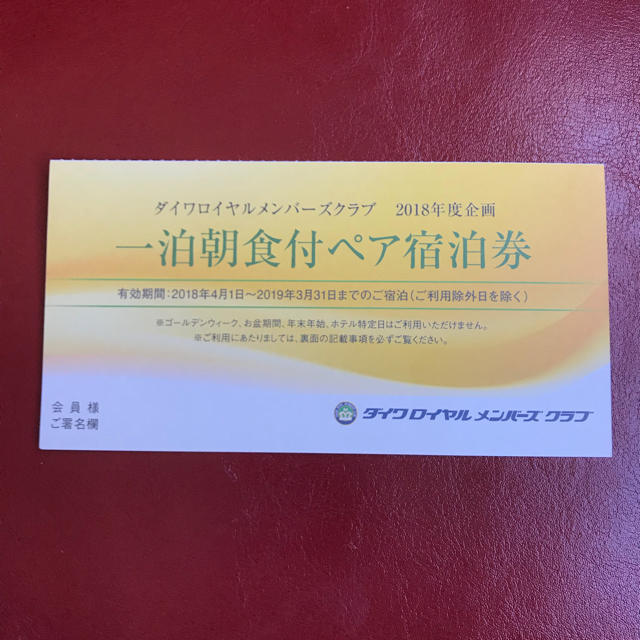 ダイワロイヤルメンバーズクラブ 2018年度企画
一泊朝食付ペア宿泊券
有効期間:2018年4月1日～2019年3月31日までのご宿泊(ご利用除外日を除く)
※ゴールデンウィーク、お盆期間、年末年始、ホテル特定日はご利用いただけません。
※ご利用にあたりましては、裏面の記載事項を必ずご覧ください。
会員様
ご署名欄
ダイワロイヤルメンバーズクラブ